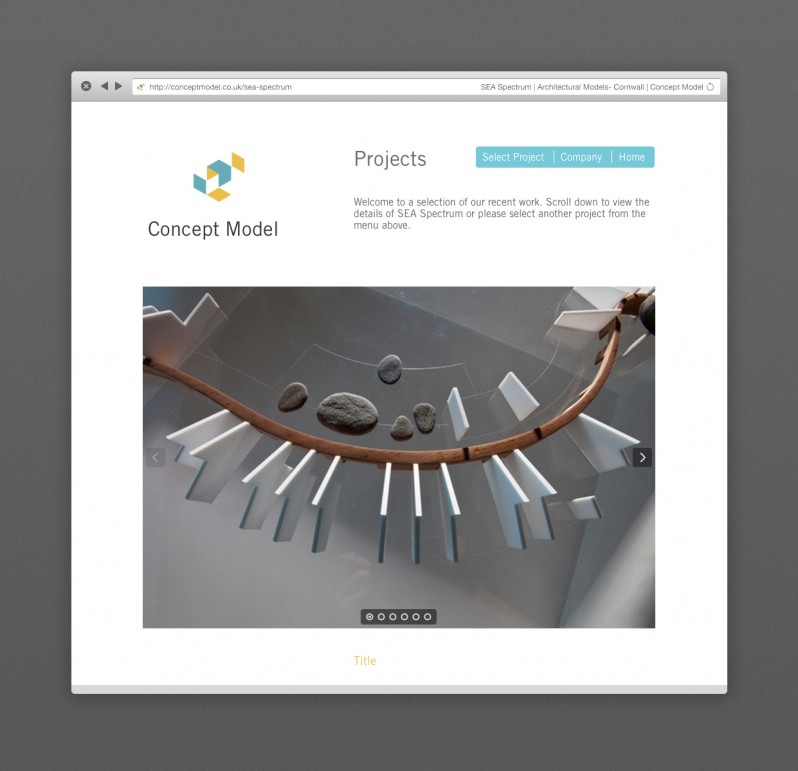 http://conceptmodel.co.uk/sea-spectrum
SEA Spectrum | Architectural Models- Cornwall | Concept Model
Projects
Select Project | Company | Home
Concept Model
Welcome to a selection of our recent work. Scroll down to view the
details of SEA Spectrum or please select another project from the
menu above.
Title